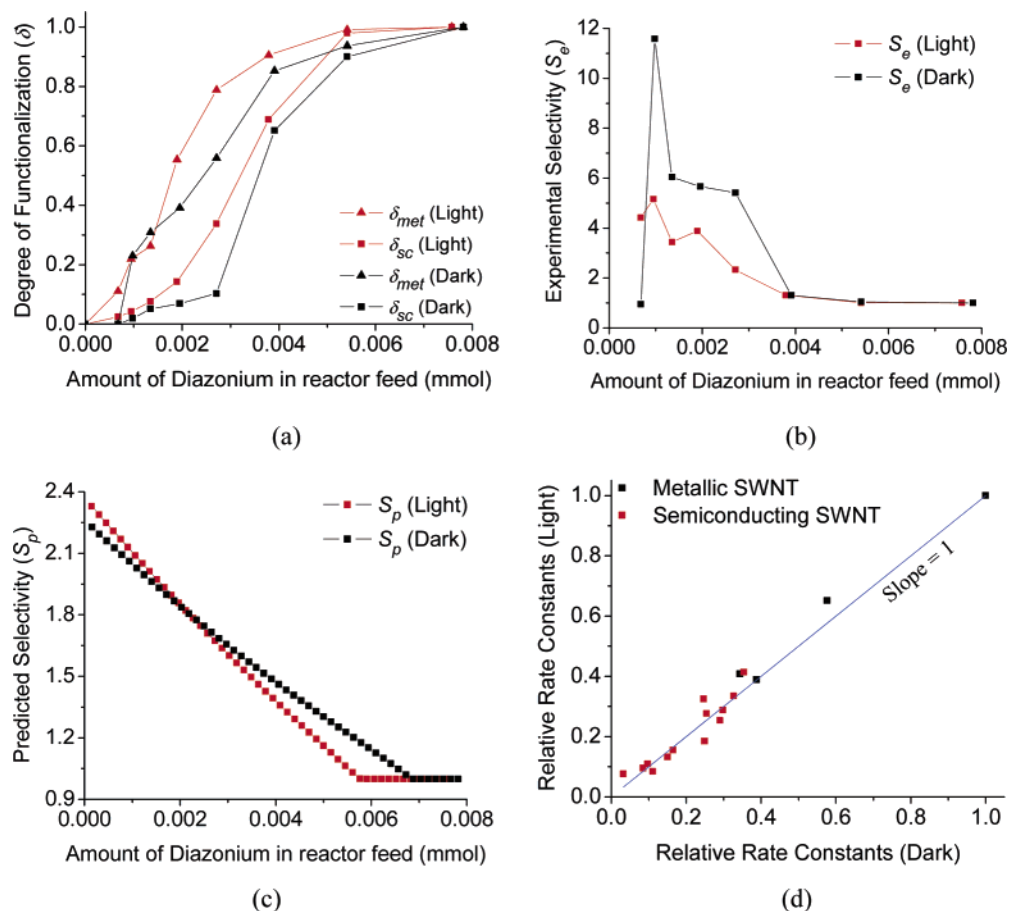 Degree of Functionalization (δ)
1.0
0.8
0.6
0.4
0.2
0.0
δmet (Light)
δsc (Light)
δmet (Dark)
δsc (Dark)
0.000 0.002 0.004 0.006 0.008
Amount of Diazonium in reactor feed (mmol)
(a)
Experimental Selectivity (Se)
12
10
8
6
4
2
0
Se (Light)
Se (Dark)
0.000 0.002 0.004 0.006 0.008
Amount of Diazonium in reactor feed (mmol)
(b)
Predicted Selectivity (Sp)
2.4
2.1
1.8
1.5
1.2
0.9
Sp (Light)
Sp (Dark)
0.000 0.002 0.004 0.006 0.008
Amount of Diazonium in reactor feed (mmol)
(c)
Relative Rate Constants (Light)
1.0
0.8
0.6
0.4
0.2
0.0
Metallic SWNT
Semiconducting SWNT
Slope = 1
0.0 0.2 0.4 0.6 0.8 1.0
Relative Rate Constants (Dark)
(d)